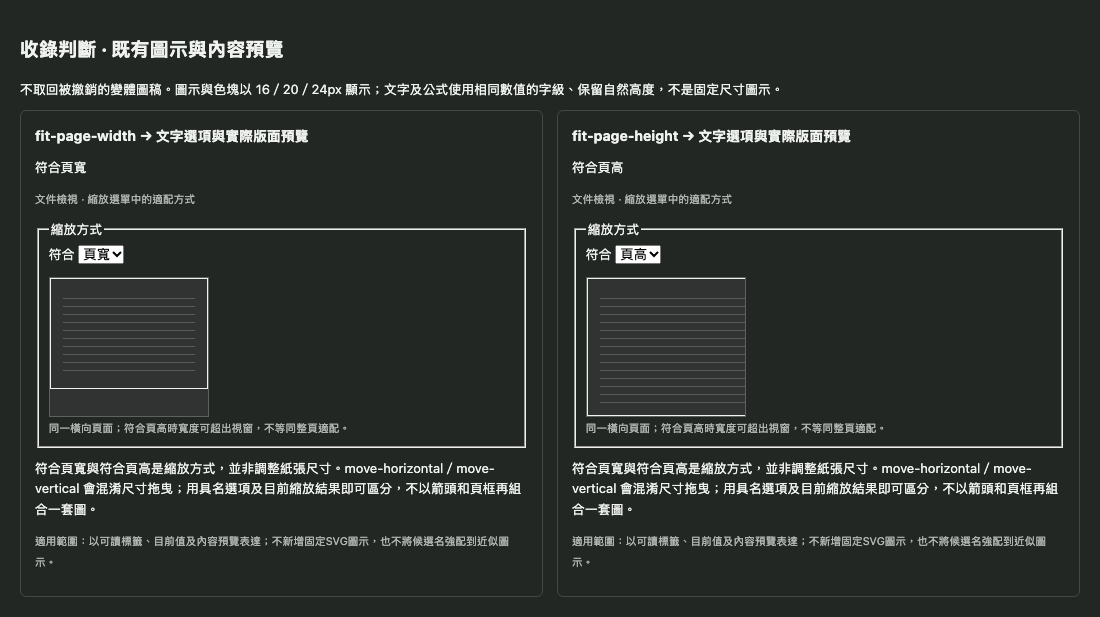 收錄判斷 · 既有圖示與內容預覽
不取回被撤銷的變體圖稿。圖示與色塊以 16 / 20 / 24px 顯示；文字及公式使用相同數值的字級、保留自然高度，不是固定尺寸圖示。
fit-page-width → 文字選項與實際版面預覽
符合頁寬
文件檢視 · 縮放選單中的適配方式
縮放方式
符合 頁寬
同一橫向頁面；符合頁高時寬度可超出視窗，不等同整頁適配。
符合頁寬與符合頁高是縮放方式，並非調整紙張尺寸。move-horizontal / move-
vertical 會混淆尺寸拖曳；用具名選項及目前縮放結果即可區分，不以箭頭和頁框再組
合一套圖。
適用範圍：以可讀標籤、目前值及內容預覽表達；不新增固定SVG圖示，也不將候選名強配到近似圖
示。
fit-page-height → 文字選項與實際版面預覽
符合頁高
文件檢視 · 縮放選單中的適配方式
縮放方式
符合 頁高
同一橫向頁面；符合頁高時寬度可超出視窗，不等同整頁適配。
符合頁寬與符合頁高是縮放方式，並非調整紙張尺寸。move-horizontal / move-
vertical 會混淆尺寸拖曳；用具名選項及目前縮放結果即可區分，不以箭頭和頁框再組
合一套圖。
適用範圍：以可讀標籤、目前值及內容預覽表達；不新增固定SVG圖示，也不將候選名強配到近似圖
示。